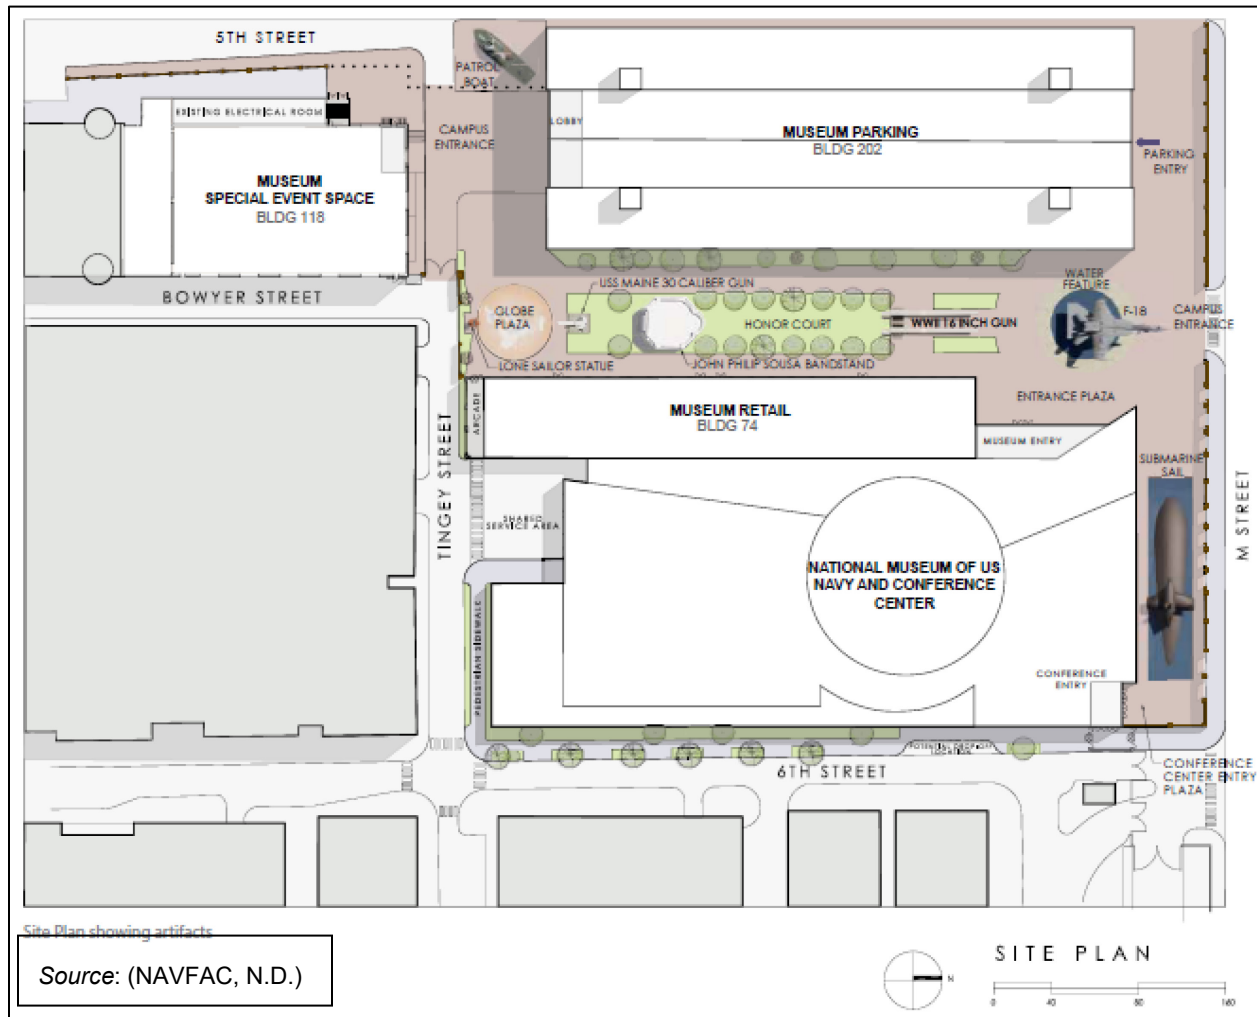 5TH STREET
PATROL
BOAT
EXISTING ELECTRICAL ROOM
CAMPUS
ENTRANCE
LOBBY
MUSEUM PARKING
BLDG 202
PARKING
ENTRY
MUSEUM
SPECIAL EVENT SPACE
BLDG 118
BOWYER STREET
USS MAINE 30 CALIBER GUN
WATER
FEATURE
GLOBE
PLAZA
HONOR COURT
WWII 16 INCH GUN
F-18
CAMPUS
ENTRANCE
LONE SAILOR STATUE
JOHN PHILIP SOUSA BANDSTAND
ENTRANCE PLAZA
ARCADE
MUSEUM RETAIL
BLDG 74
MUSEUM ENTRY
SUBMARINE
SAIL
TINGEY STREET
M STREET
SHARED
SERVICE AREA
NATIONAL MUSEUM OF US
NAVY AND CONFERENCE
CENTER
PEDESTRIAN SIDEWALK
CONFERENCE
ENTRY
POTENTIAL DROP-OFF
LOCATION
6TH STREET
CONFERENCE
CENTER ENTRY
PLAZA
Site Plan showing artifacts
Source: (NAVFAC, N.D.)
N
SITE PLAN
0 40 80 160